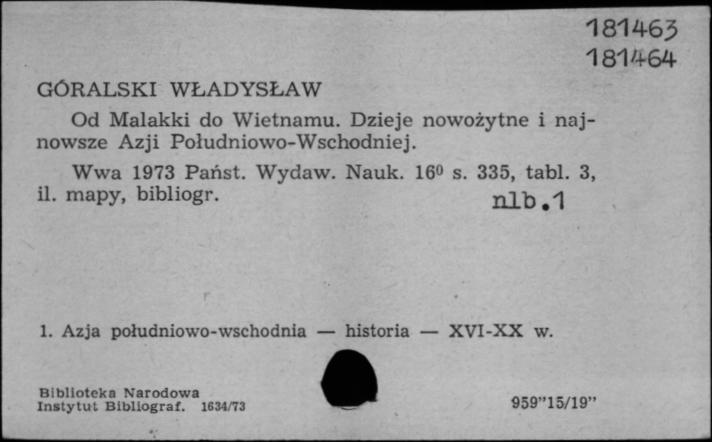 181463
181464
GÓRALSKI WŁADYSŁAW
Od Malakki do Wietnamu. Dzieje nowożytne i naj-
nowsze Azji Południowo-Wschodniej.
Wwa 1973 Państ. Wydaw. Nauk. 16⁰ s. 335, tabl. 3,
il. mapy, bibliogr.
nlb.1
1. Azja południowo-wschodnia — historia — XVI-XX w.
Biblioteka Narodowa
Instytut Bibliograf. 1634/73
959"15/19"